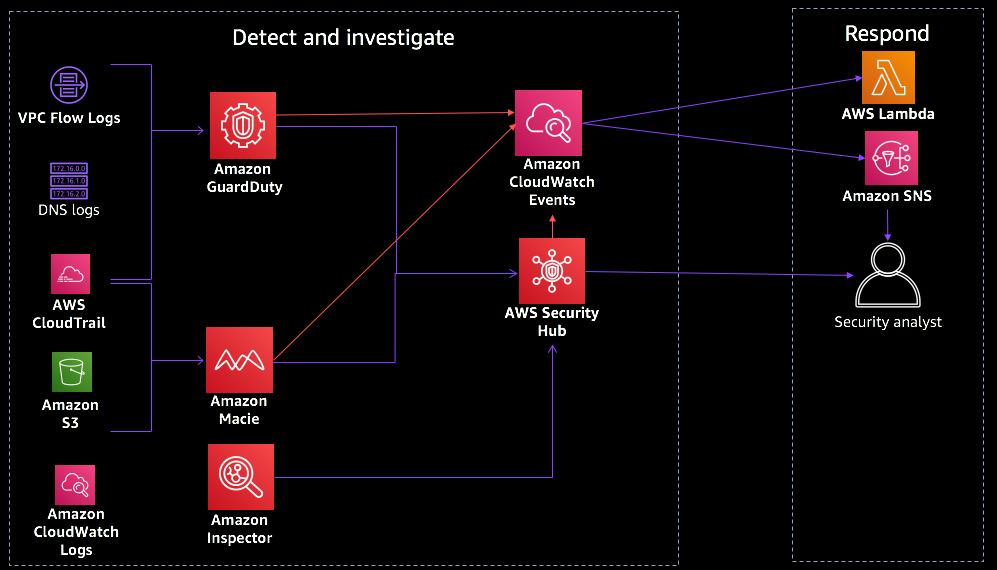 Detect and investigate
Respond
VPC Flow Logs
172.16.0.0
172.16.1.0
172.16.2.0
DNS logs
AWS
CloudTrail
Amazon
S3
Amazon
CloudWatch
Logs
Amazon
GuardDuty
Amazon
Macie
Amazon
Inspector
Amazon
CloudWatch
Events
AWS Security
Hub
AWS Lambda
Amazon SNS
Security analyst